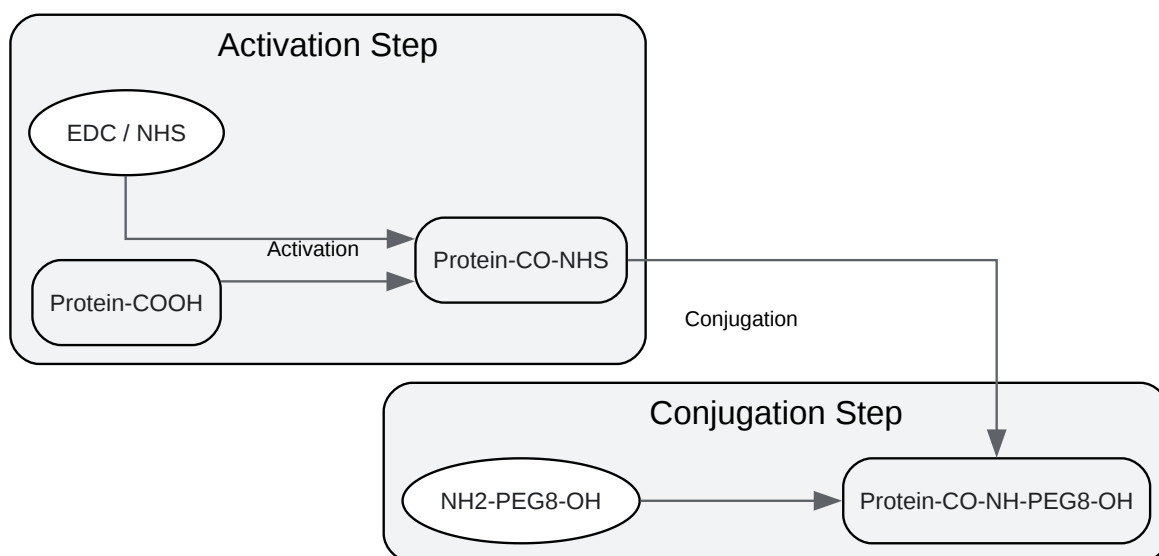 Activation Step
EDC / NHS
Activation
Protein-CO-NHS
Protein-COOH
Conjugation
Conjugation Step
NH2-PEG8-OH
Protein-CO-NH-PEG8-OH